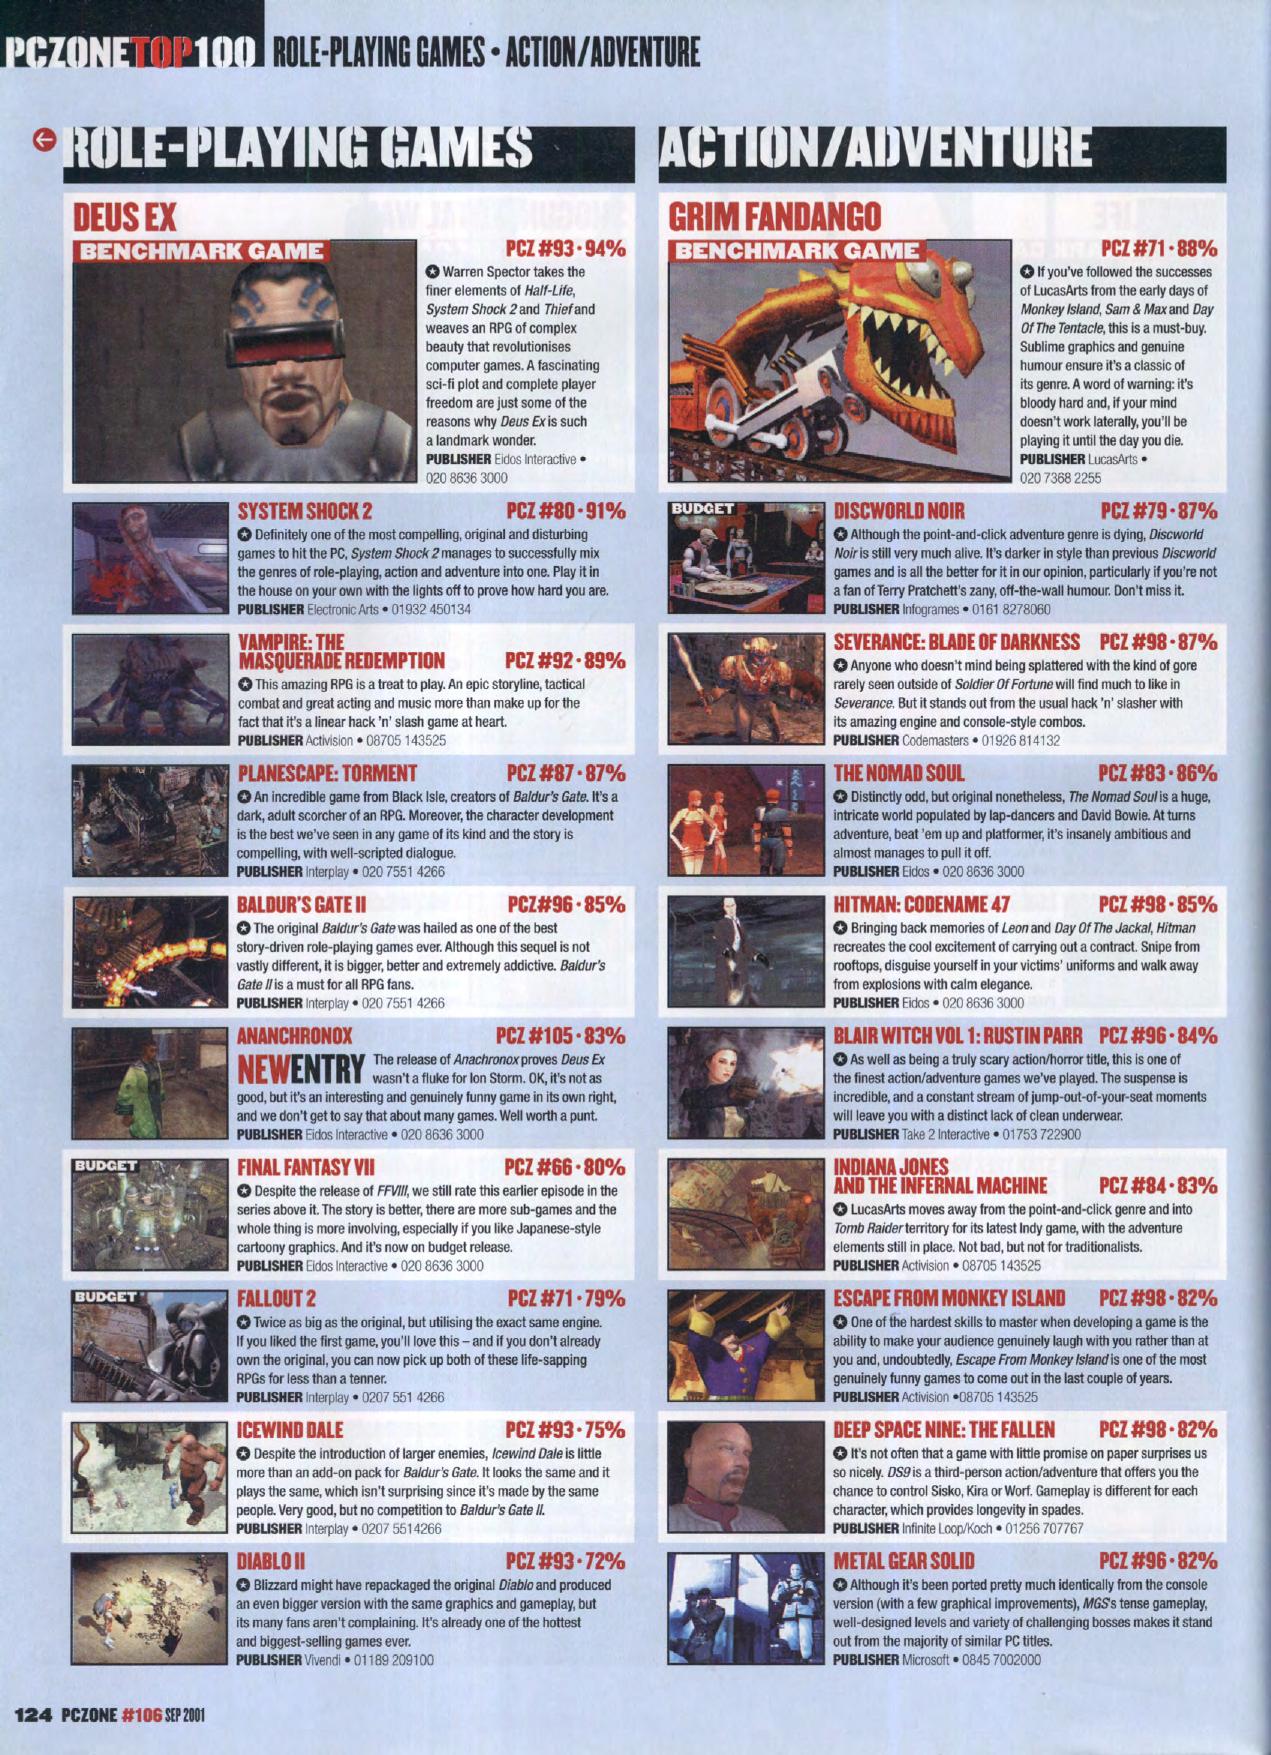 PCZONETOP100 ROLE-PLAYING GAMES • ACTION/ADVENTURE
ROLE-PLAYING GAMES
DEUS EX
BENCHMARK GAME
PCZ #93 • 94%
Warren Spector takes the
finer elements of Half-Life,
System Shock 2 and Thief and
weaves an RPG of complex
beauty that revolutionises
computer games. A fascinating
sci-fi plot and complete player
freedom are just some of the
reasons why Deus Ex is such
a landmark wonder.
PUBLISHER Eidos Interactive •
020 8636 3000
SYSTEM SHOCK 2 PCZ #80 • 91%
Definitely one of the most compelling, original and disturbing
games to hit the PC, System Shock 2 manages to successfully mix
the genres of role-playing, action and adventure into one. Play it in
the house on your own with the lights off to prove how hard you are.
PUBLISHER Electronic Arts • 01932 450134
VAMPIRE: THE
MASQUERADE REDEMPTION PCZ #92 • 89%
This amazing RPG is a treat to play. An epic storyline, tactical
combat and great acting and music more than make up for the
fact that it's a linear hack 'n' slash game at heart.
PUBLISHER Activision • 08705 143525
PLANESCAPE: TORMENT PCZ #87 • 87%
An incredible game from Black Isle, creators of Baldur's Gate. It's a
dark, adult scorcher of an RPG. Moreover, the character development
is the best we've seen in any game of its kind and the story is
compelling, with well-scripted dialogue.
PUBLISHER Interplay • 020 7551 4266
BALDUR'S GATE II PCZ #96 • 85%
The original Baldur's Gate was hailed as one of the best
story-driven role-playing games ever. Although this sequel is not
vastly different, it is bigger, better and extremely addictive. Baldur's
Gate II is a must for all RPG fans.
PUBLISHER Interplay • 020 7551 4266
ANANCHRONOX PCZ #105 • 83%
NEWENTRY The release of Anachronox proves Deus Ex
wasn't a fluke for Ion Storm. OK, it's not as
good, but it's an interesting and genuinely funny game in its own right,
and we don't get to say that about many games. Well worth a punt.
PUBLISHER Eidos Interactive • 020 8636 3000
BUDGET
FINAL FANTASY VII PCZ #66 • 80%
Despite the release of FFVIII, we still rate this earlier episode in the
series above it. The story is better, there are more sub-games and the
whole thing is more involving, especially if you like Japanese-style
cartoony graphics. And it's now on budget release.
PUBLISHER Eidos Interactive • 020 8636 3000
BUDGET
FALLOUT 2 PCZ #71 • 79%
Twice as big as the original, but utilising the exact same engine.
If you liked the first game, you'll love this – and if you don't already
own the original, you can now pick up both of these life-sapping
RPGs for less than a tenner.
PUBLISHER Interplay • 0207 551 4266
ICEWIND DALE PCZ #93 • 75%
Despite the introduction of larger enemies, Icewind Dale is little
more than an add-on pack for Baldur's Gate. It looks the same and it
plays the same, which isn't surprising since it's made by the same
people. Very good, but no competition to Baldur's Gate II.
PUBLISHER Interplay • 0207 5514266
DIABLO II PCZ #93 • 72%
Blizzard might have repackaged the original Diablo and produced
an even bigger version with the same graphics and gameplay, but
its many fans aren't complaining. It's already one of the hottest
and biggest-selling games ever.
PUBLISHER Vivendi • 01189 209100
ACTION/ADVENTURE
GRIM FANDANGO
BENCHMARK GAME
PCZ #71 • 88%
If you've followed the successes
of LucasArts from the early days of
Monkey Island, Sam & Max and Day
Of The Tentacle, this is a must-buy.
Sublime graphics and genuine
humour ensure it's a classic of
its genre. A word of warning: it's
bloody hard and, if your mind
doesn't work laterally, you'll be
playing it until the day you die.
PUBLISHER LucasArts •
020 7368 2255
BUDGET
DISCWORLD NOIR PCZ #79 • 87%
Although the point-and-click adventure genre is dying, Discworld
Noir is still very much alive. It's darker in style than previous Discworld
games and is all the better for it in our opinion, particularly if you're not
a fan of Terry Pratchett's zany, off-the-wall humour. Don't miss it.
PUBLISHER Infogrames • 0161 8278060
SEVERANCE: BLADE OF DARKNESS PCZ #98 • 87%
Anyone who doesn't mind being splattered with the kind of gore
rarely seen outside of Soldier Of Fortune will find much to like in
Severance. But it stands out from the usual hack 'n' slasher with
its amazing engine and console-style combos.
PUBLISHER Codemasters • 01926 814132
THE NOMAD SOUL PCZ #83 • 86%
Distinctly odd, but original nonetheless, The Nomad Soul is a huge,
intricate world populated by lap-dancers and David Bowie. At turns
adventure, beat 'em up and platformer, it's insanely ambitious and
almost manages to pull it off.
PUBLISHER Eidos • 020 8636 3000
HITMAN: CODENAME 47 PCZ #98 • 85%
Bringing back memories of Leon and Day Of The Jackal, Hitman
recreates the cool excitement of carrying out a contract. Snipe from
rooftops, disguise yourself in your victims' uniforms and walk away
from explosions with calm elegance.
PUBLISHER Eidos • 020 8636 3000
BLAIR WITCH VOL 1: RUSTIN PARR PCZ #96 • 84%
As well as being a truly scary action/horror title, this is one of
the finest action/adventure games we've played. The suspense is
incredible, and a constant stream of jump-out-of-your-seat moments
will leave you with a distinct lack of clean underwear.
PUBLISHER Take 2 Interactive • 01753 722900
INDIANA JONES
AND THE INFERNAL MACHINE PCZ #84 • 83%
LucasArts moves away from the point-and-click genre and into
Tomb Raider territory for its latest Indy game, with the adventure
elements still in place. Not bad, but not for traditionalists.
PUBLISHER Activision • 08705 143525
ESCAPE FROM MONKEY ISLAND PCZ #98 • 82%
One of the hardest skills to master when developing a game is the
ability to make your audience genuinely laugh with you rather than at
you and, undoubtedly, Escape From Monkey Island is one of the most
genuinely funny games to come out in the last couple of years.
PUBLISHER Activision •08705 143525
DEEP SPACE NINE: THE FALLEN PCZ #98 • 82%
It's not often that a game with little promise on paper surprises us
so nicely. DS9 is a third-person action/adventure that offers you the
chance to control Sisko, Kira or Worf. Gameplay is different for each
character, which provides longevity in spades.
PUBLISHER Infinite Loop/Koch • 01256 707767
METAL GEAR SOLID PCZ #96 • 82%
Although it's been ported pretty much identically from the console
version (with a few graphical improvements), MGS's tense gameplay,
well-designed levels and variety of challenging bosses makes it stand
out from the majority of similar PC titles.
PUBLISHER Microsoft • 0845 7002000
124 PCZONE #106 SEP 2001